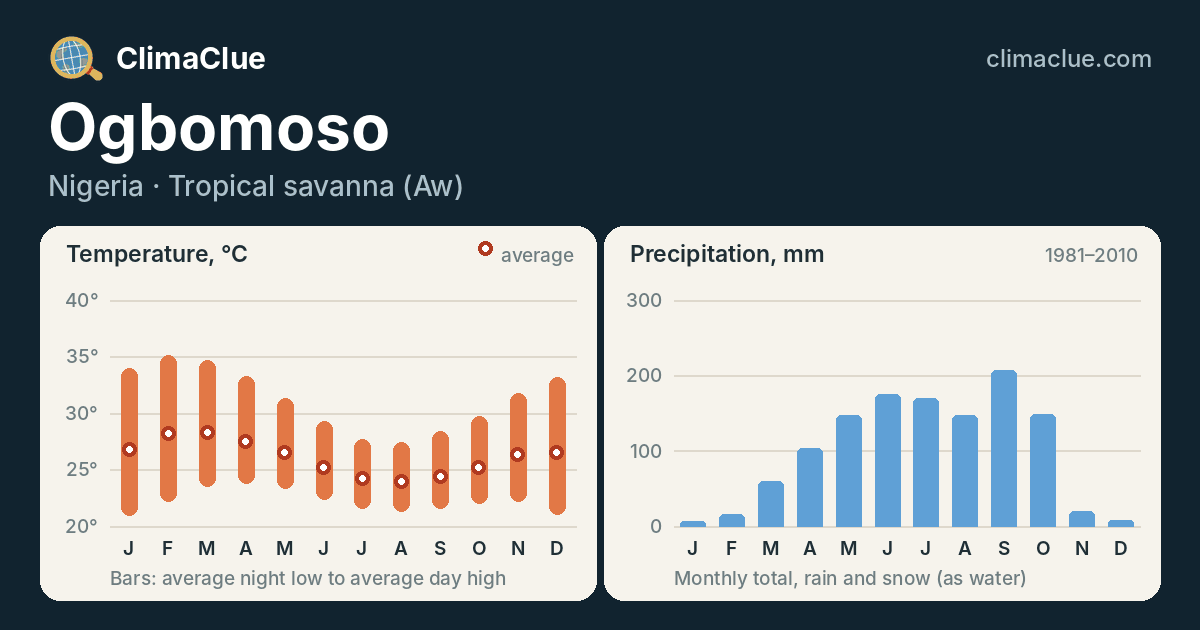 ClimaClue
climaclue.com
Ogbomoso
Nigeria · Tropical savanna (Aw)
Temperature, °C
average
40°
35°
30°
25°
20°
J F M A M J J A S O N D
Bars: average night low to average day high
Precipitation, mm
1981–2010
300
200
100
0
J F M A M J J A S O N D
Monthly total, rain and snow (as water)